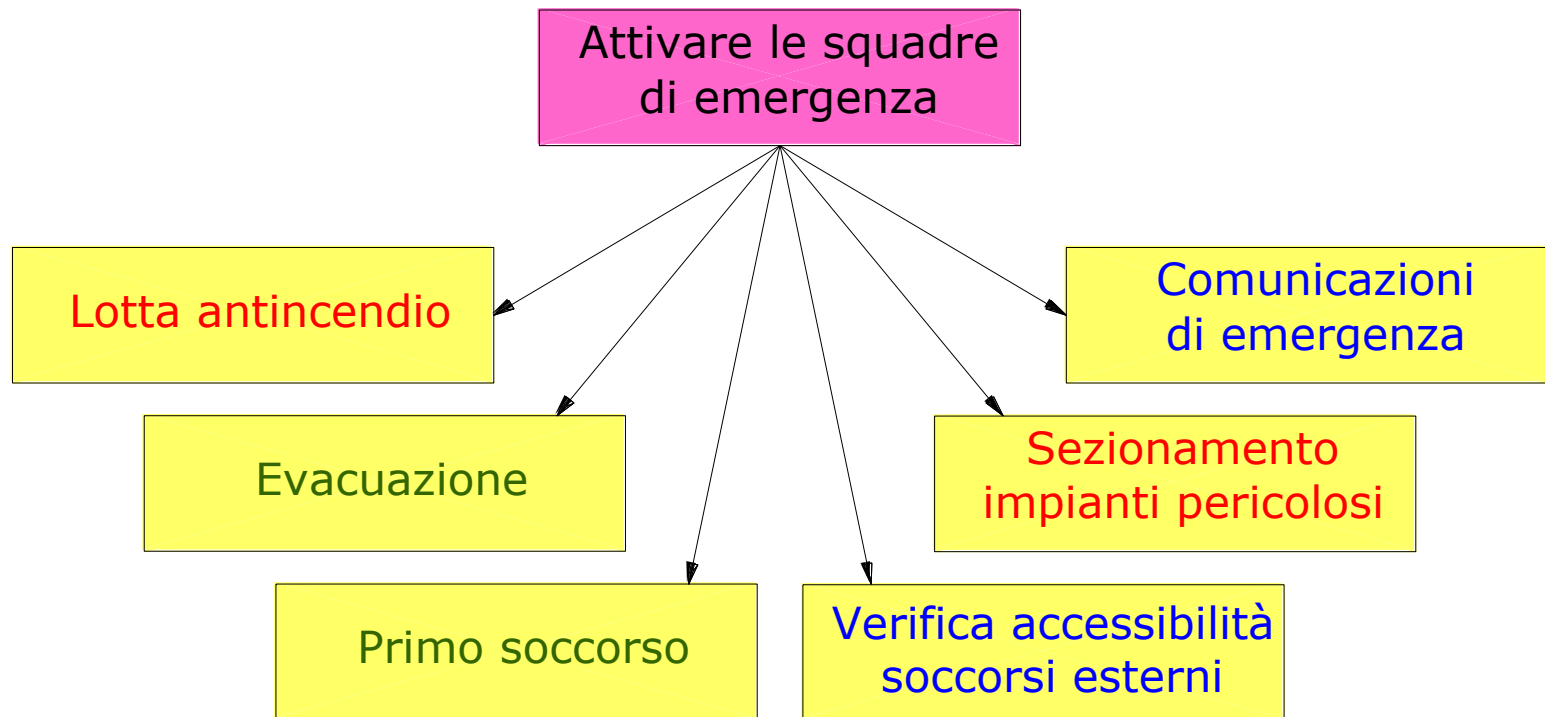 Attivare le squadre
di emergenza
Lotta antincendio
Comunicazioni
di emergenza
Evacuazione
Sezionamento
impianti pericolosi
Primo soccorso
Verifica accessibilità
soccorsi esterni